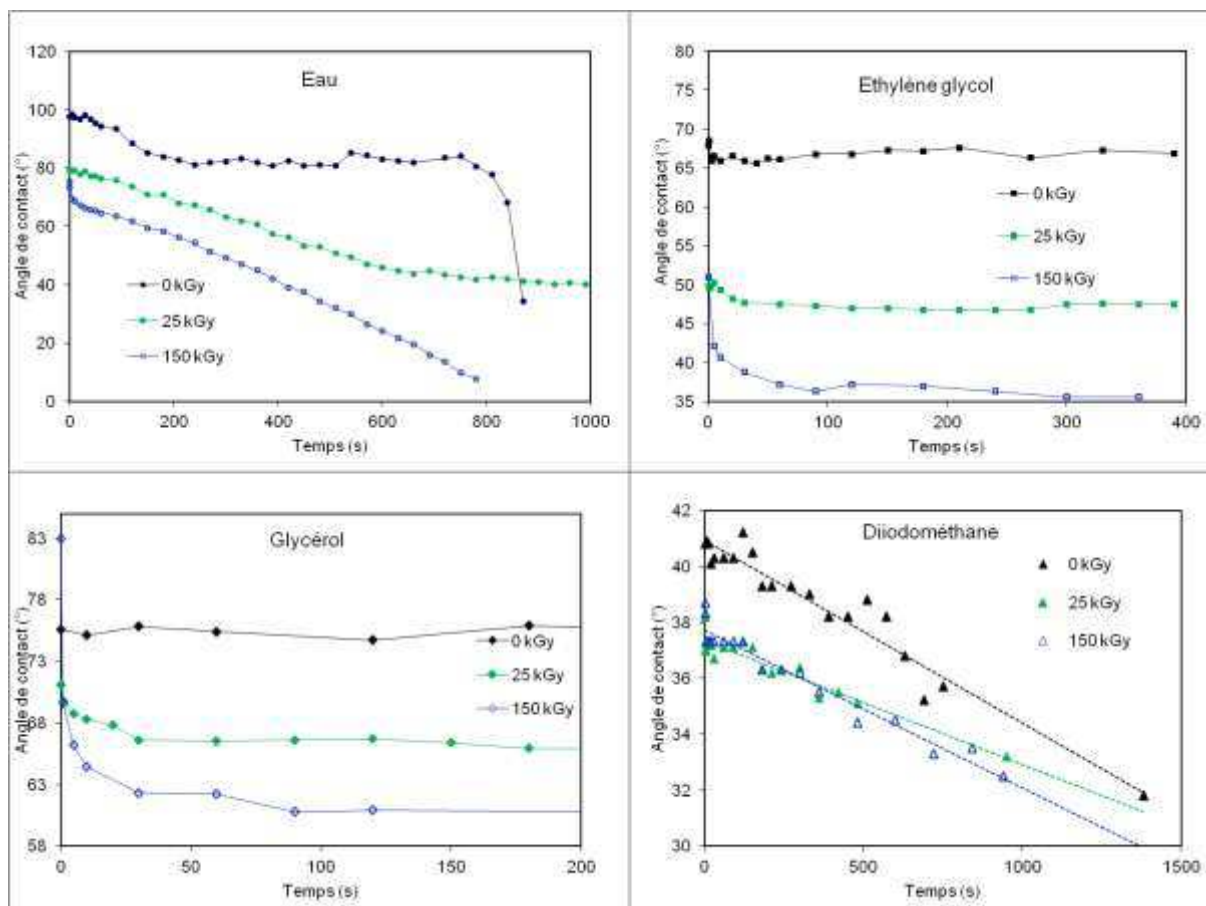 Eau
Angle de contact (°)
120
100
80
60
40
20
0
0 kGy
25 kGy
150 kGy
0 200 400 600 800 1000
Temps (s)
Ethylène glycol
Angle de contact (°)
80
75
70
65
60
55
50
45
40
35
0 kGy
25 kGy
150 kGy
0 100 200 300 400
Temps (s)
Glycérol
Angle de contact (°)
83
78
73
68
63
58
0 kGy
25 kGy
150 kGy
0 50 100 150 200
Temps (s)
Diiodométhane
Angle de contact (°)
42
40
38
36
34
32
30
0 kGy
25 kGy
150 kGy
0 500 1000 1500
Temps (s)